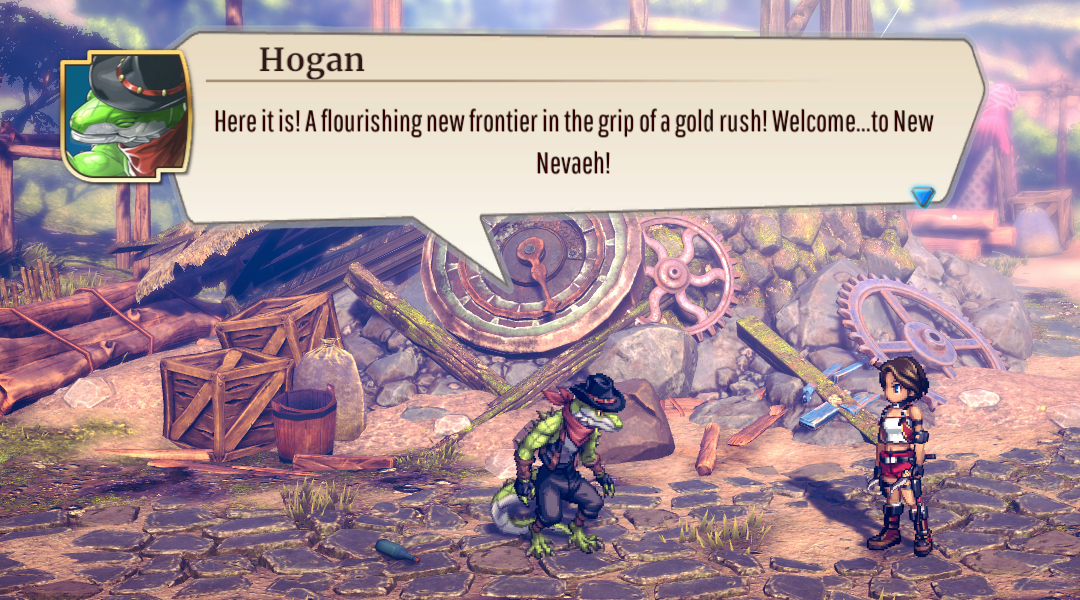 Hogan
Here it is! A flourishing new frontier in the grip of a gold rush! Welcome...to New
Nevaeh!